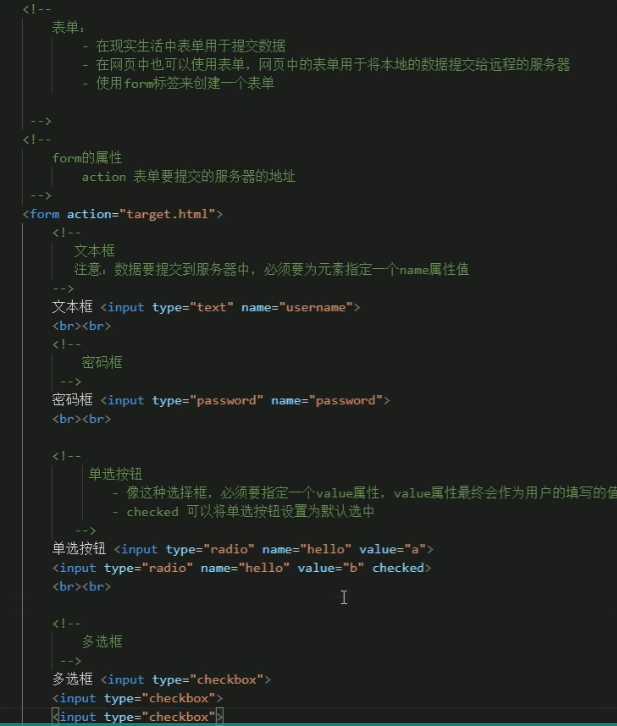 <!--
表单:
- 在现实生活中表单用于提交数据
- 在网页中也可以使用表单，网页中的表单用于将本地的数据提交给远程的服务器
- 使用form标签来创建一个表单
-->
<!--
form的属性
action 表单要提交的服务器的地址
-->
<form action="target.html">
<!--
文本框
注意：数据要提交到服务器中，必须要为元素指定一个name属性值
-->
文本框 <input type="text" name="username">
<br><br>
<!--
密码框
-->
密码框 <input type="password" name="password">
<br><br>
<!--
单选按钮
- 像这种选择框，必须要指定一个value属性，value属性最终会作为用户的填写的值
- checked 可以将单选按钮设置为默认选中
-->
单选按钮 <input type="radio" name="hello" value="a">
<input type="radio" name="hello" value="b" checked>
<br><br>
<!--
多选框
-->
多选框 <input type="checkbox">
<input type="checkbox">
<input type="checkbox">